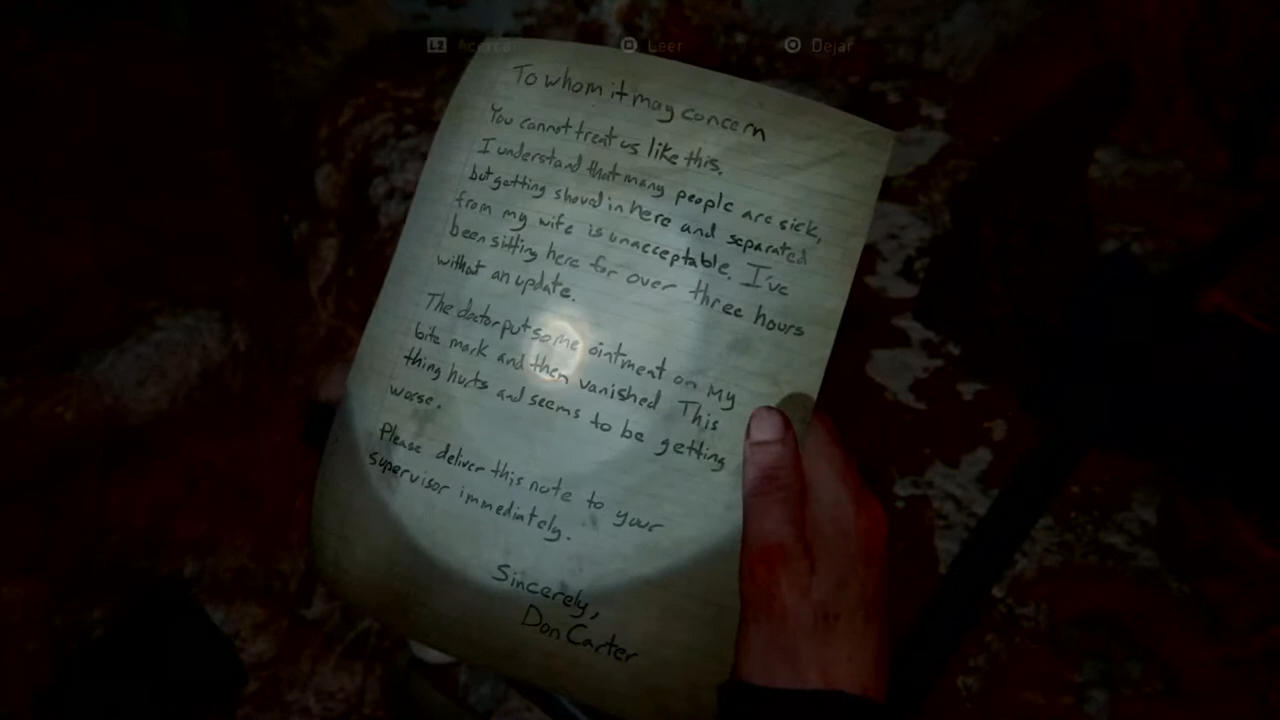 L2 Acercar □ Leer ○ Dejar
To whom it may concern
You cannot treat us like this.
I understand that many people are sick,
but getting shoved in here and separated
from my wife is unacceptable. I've
been sitting here for over three hours
without an update.
The doctor put some ointment on my
bite mark and then vanished This
thing hurts and seems to be getting
worse.
Please deliver this note to your
supervisor immediately.
Sincerely,
Don Carter